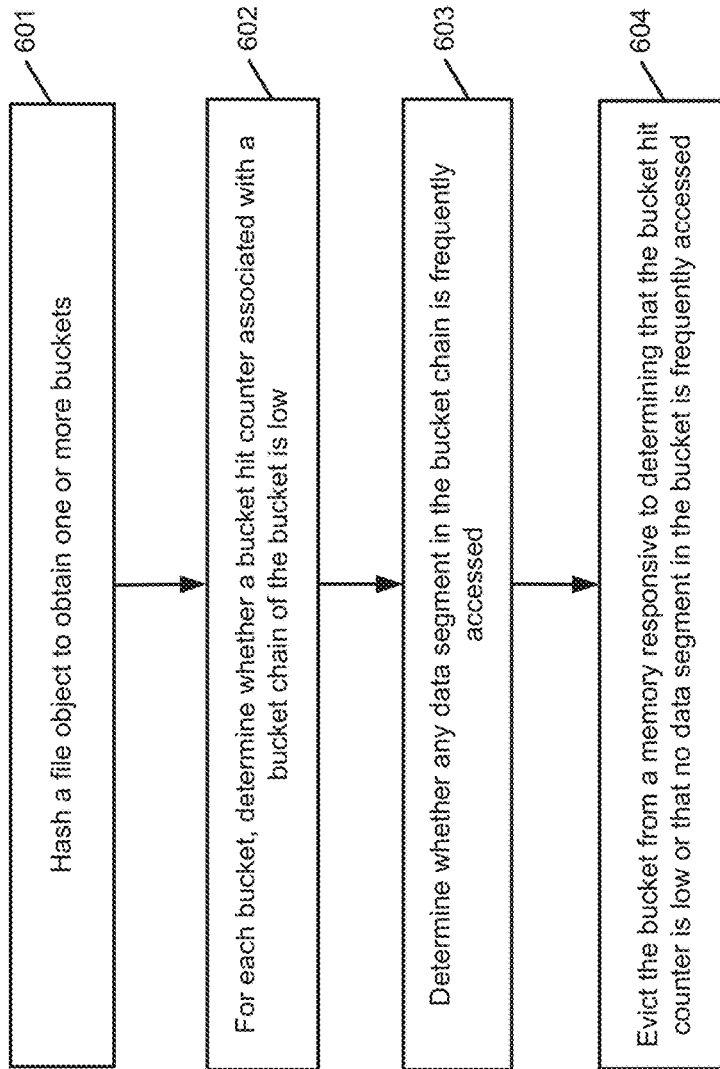 601
Hash a file object to obtain one or more buckets
602
For each bucket, determine whether a bucket hit counter associated with a
bucket chain of the bucket is low
603
Determine whether any data segment in the bucket chain is frequently
accessed
604
Evict the bucket from a memory responsive to determining that the bucket hit
counter is low or that no data segment in the bucket is frequently accessed